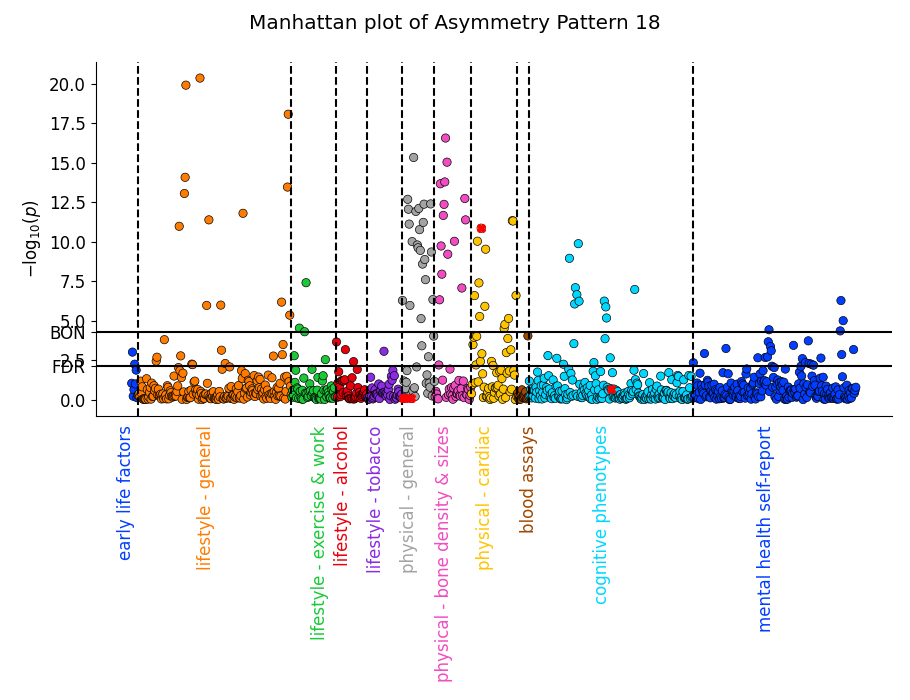 Manhattan plot of Asymmetry Pattern 18
−log₁₀(p)
20.0
17.5
15.0
12.5
10.0
7.5
5.0
BON
2.5
FDR
0.0
early life factors
lifestyle - general
lifestyle - exercise & work
lifestyle - alcohol
lifestyle - tobacco
physical - general
physical - bone density & sizes
physical - cardiac
blood assays
cognitive phenotypes
mental health self-report